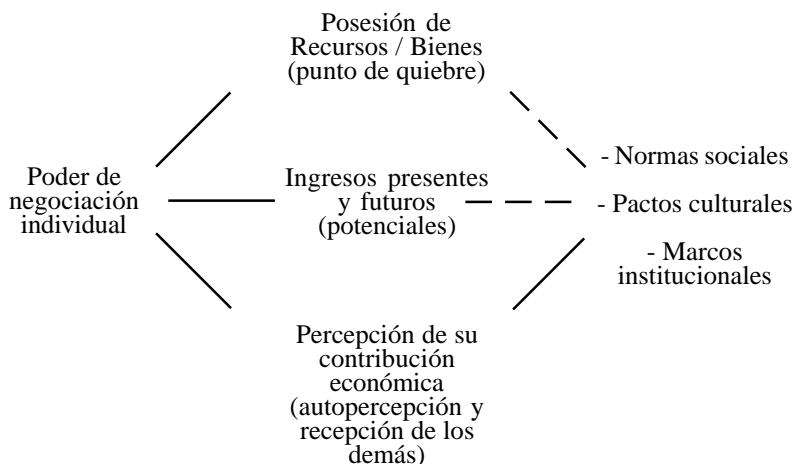 Posesión de
Recursos / Bienes
(punto de quiebre)
Poder de
negociación
individual
Ingresos presentes
y futuros
(potenciales)
Percepción de su
contribución
económica
(autopercepción y
recepción de los
demás)
- Normas sociales
- Pactos culturales
- Marcos
institucionales